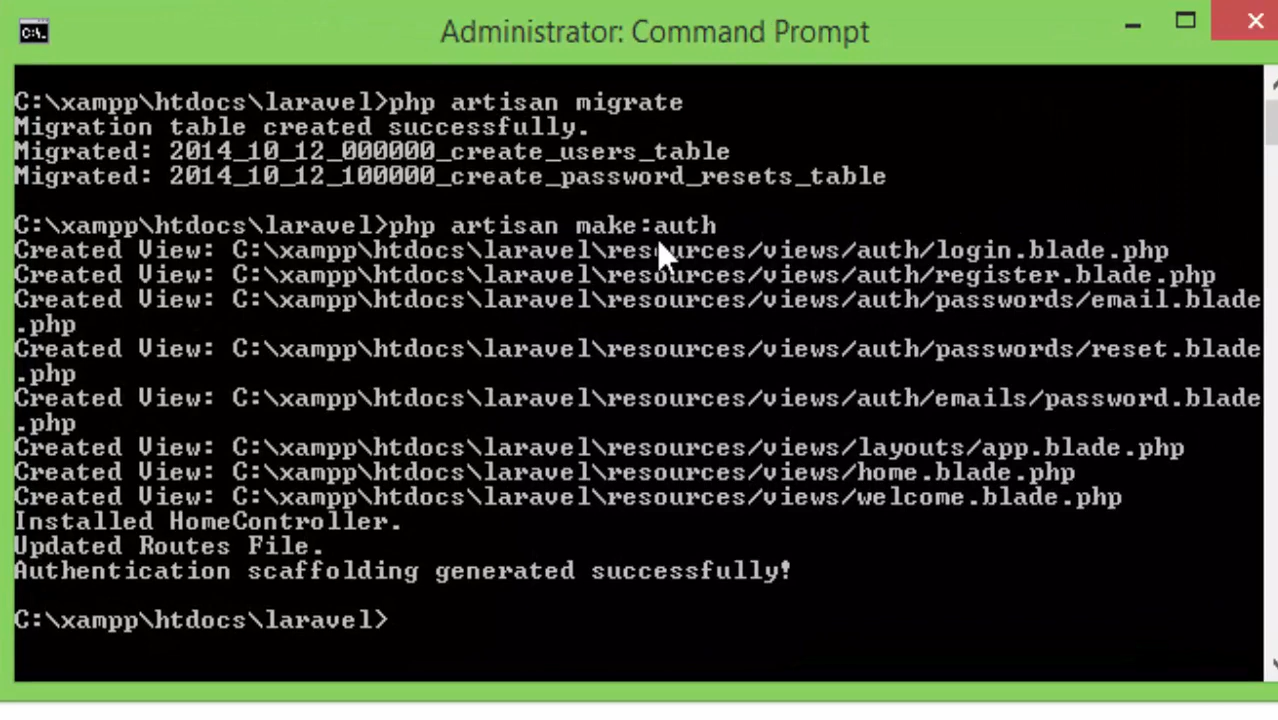 Administrator: Command Prompt
C:\xampp\htdocs\laravel>php artisan migrate
Migration table created successfully.
Migrated: 2014_10_12_000000_create_users_table
Migrated: 2014_10_12_100000_create_password_resets_table
C:\xampp\htdocs\laravel>php artisan make:auth
Created View: C:\xampp\htdocs\laravel\resources/views/auth/login.blade.php
Created View: C:\xampp\htdocs\laravel\resources/views/auth/register.blade.php
Created View: C:\xampp\htdocs\laravel\resources/views/auth/passwords/email.blade
.php
Created View: C:\xampp\htdocs\laravel\resources/views/auth/passwords/reset.blade
.php
Created View: C:\xampp\htdocs\laravel\resources/views/auth/emails/password.blade
.php
Created View: C:\xampp\htdocs\laravel\resources/views/layouts/app.blade.php
Created View: C:\xampp\htdocs\laravel\resources/views/home.blade.php
Created View: C:\xampp\htdocs\laravel\resources/views/welcome.blade.php
Installed HomeController.
Updated Routes File.
Authentication scaffolding generated successfully!
C:\xampp\htdocs\laravel>